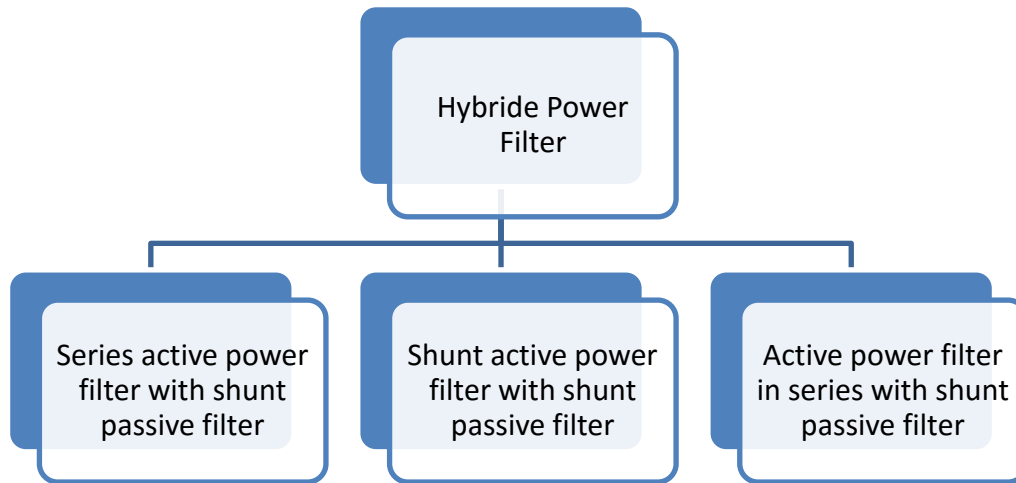 Hybride Power
Filter
Series active power
filter with shunt
passive filter
Shunt active power
filter with shunt
passive filter
Active power filter
in series with shunt
passive filter